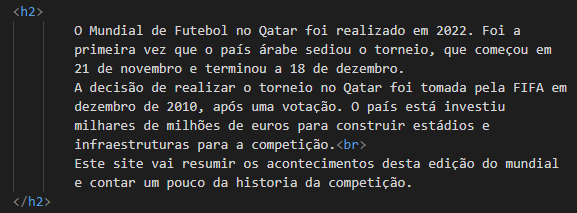 <h2>
O Mundial de Futebol no Qatar foi realizado em 2022. Foi a
primeira vez que o país árabe sediou o torneio, que começou em
21 de novembro e terminou a 18 de dezembro.
A decisão de realizar o torneio no Qatar foi tomada pela FIFA em
dezembro de 2010, após uma votação. O país está investiu
milhares de milhões de euros para construir estádios e
infraestruturas para a competição.<br>
Este site vai resumir os acontecimentos desta edição do mundial
e contar um pouco da historia da competição.
</h2>